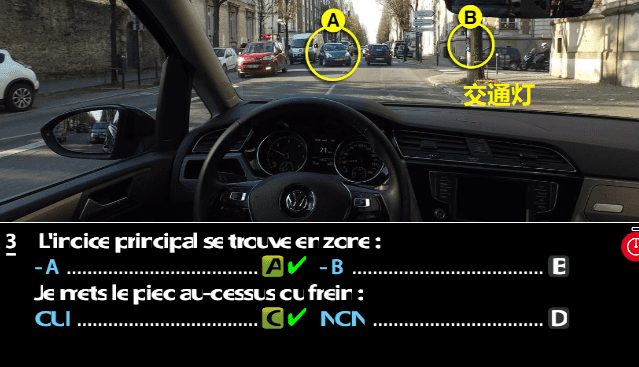 A
B
交通灯
3 L'indice principal se trouve en zone :
- A ........................................ A ✔ - B ........................................ B
Je mets le pied au-dessus du frein :
OUI ........................................ C ✔ NON ........................................ D